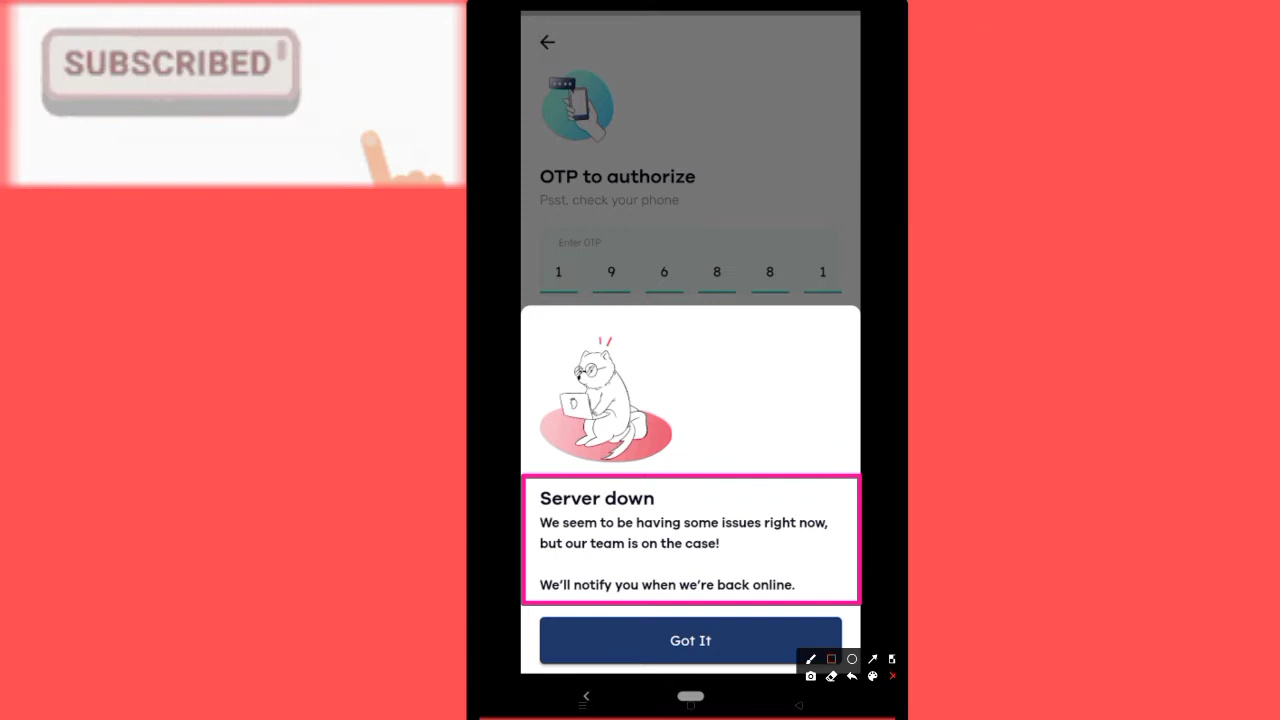 SUBSCRIBED
OTP to authorize
Psst, check your phone
Enter OTP
1 9 6 8 8 1
Server down
We seem to be having some issues right now,
but our team is on the case!
We'll notify you when we're back online.
Got It